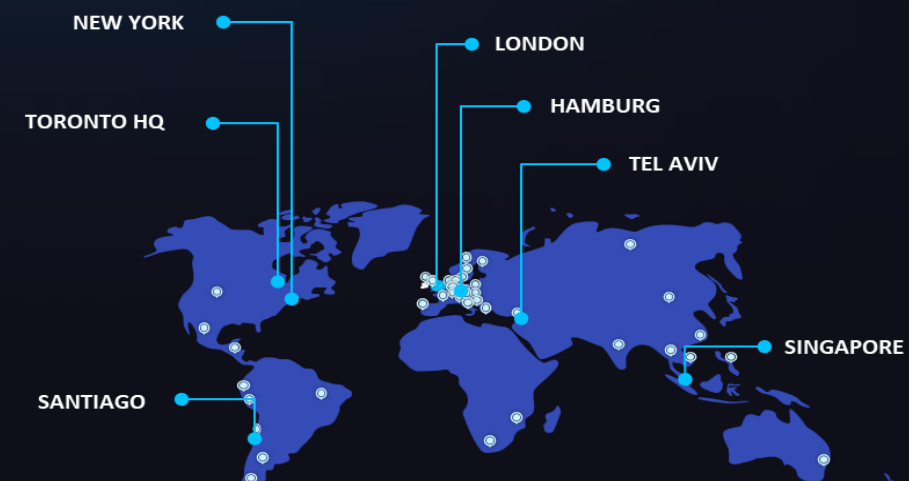 NEW YORK
LONDON
HAMBURG
TORONTO HQ
TEL AVIV
SINGAPORE
SANTIAGO